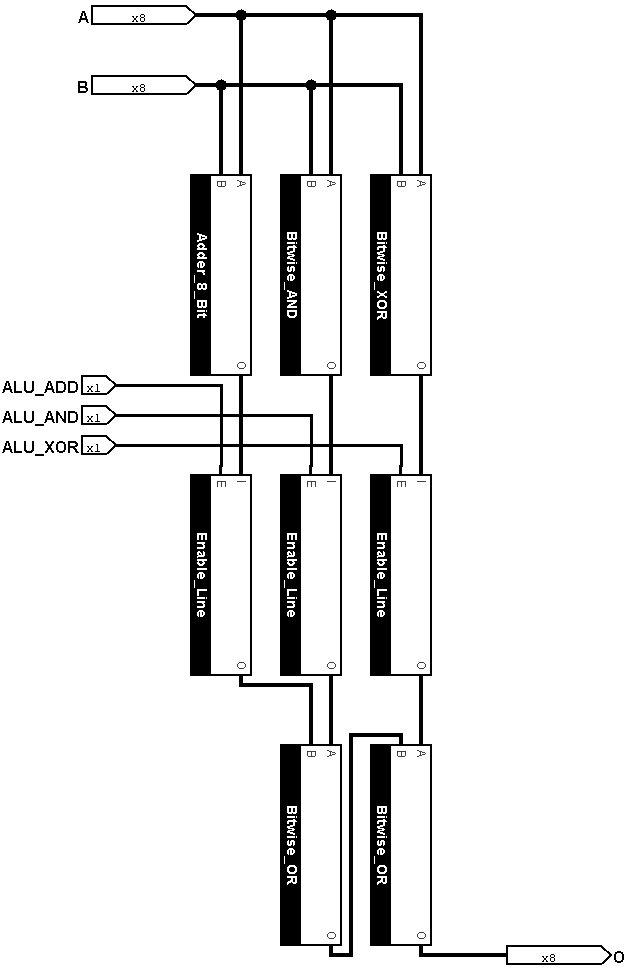 A x8
B x8
B A B A B A
Adder_8_Bit Bitwise_AND Bitwise_XOR
O O O
ALU_ADD x1
ALU_AND x1
ALU_XOR x1
E I E I E I
Enable_Line Enable_Line Enable_Line
O O O
B A B A
Bitwise_OR Bitwise_OR
O O
x8 O